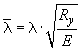 λ̅ = λ · √(R_y / E)